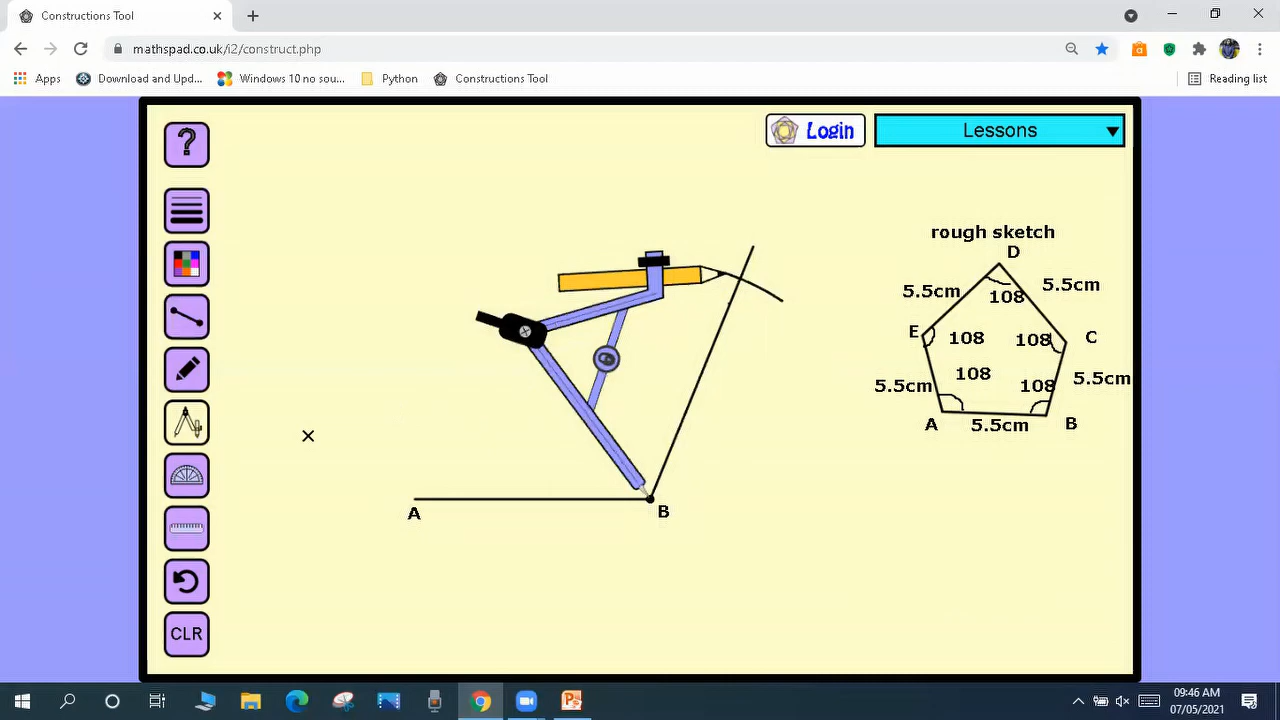 Constructions Tool
mathspad.co.uk/i2/construct.php
Apps
Download and Upd...
Windows 10 no sou...
Python
Constructions Tool
Reading list
?
Login
Lessons
rough sketch
D
5.5cm
5.5cm
108
E
108
108
C
108
5.5cm
108
5.5cm
A
5.5cm
B
A
B
CLR
09:46 AM
07/05/2021